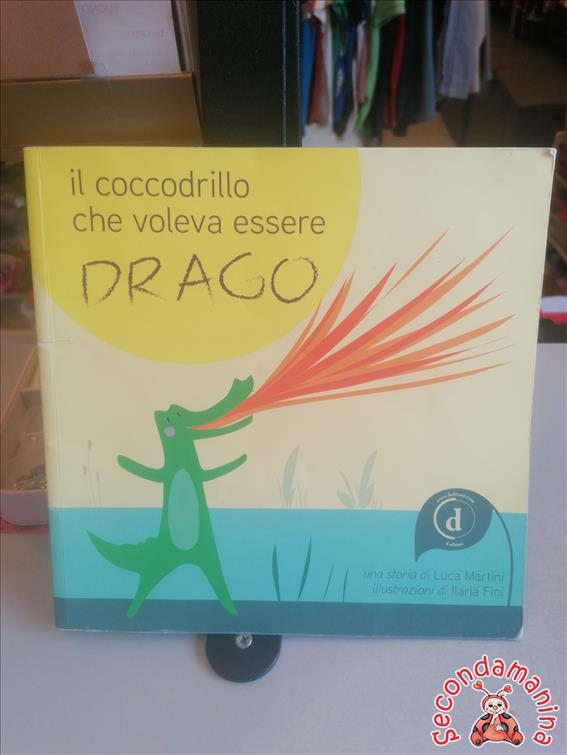 il coccodrillo
che voleva essere
DRAGO
d
una storia di Luca Martini
illustrazioni di Ilaria Fini
Secondamanina